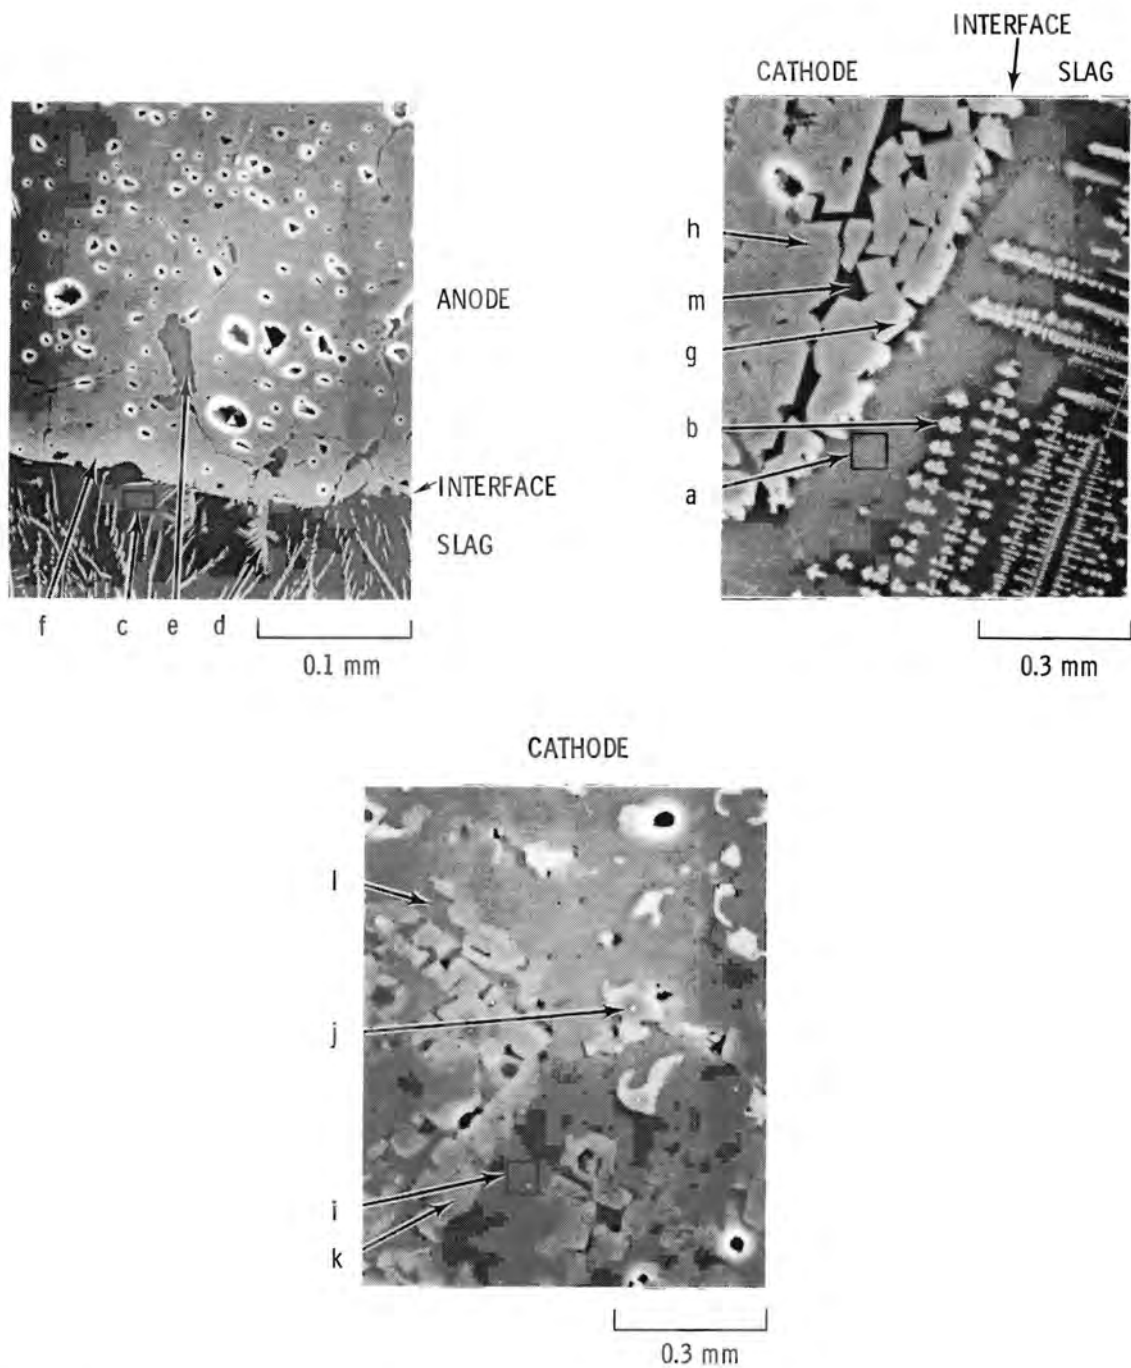 INTERFACE
CATHODE SLAG
ANODE
INTERFACE
SLAG
f c e d
0.1 mm
h
m
g
b
a
0.3 mm
CATHODE
l
j
i
k
0.3 mm